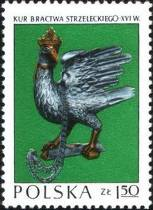 KUR BRACTWA STRZELECKIEGO-XVI W.
POLSKA ZŁ 1,50